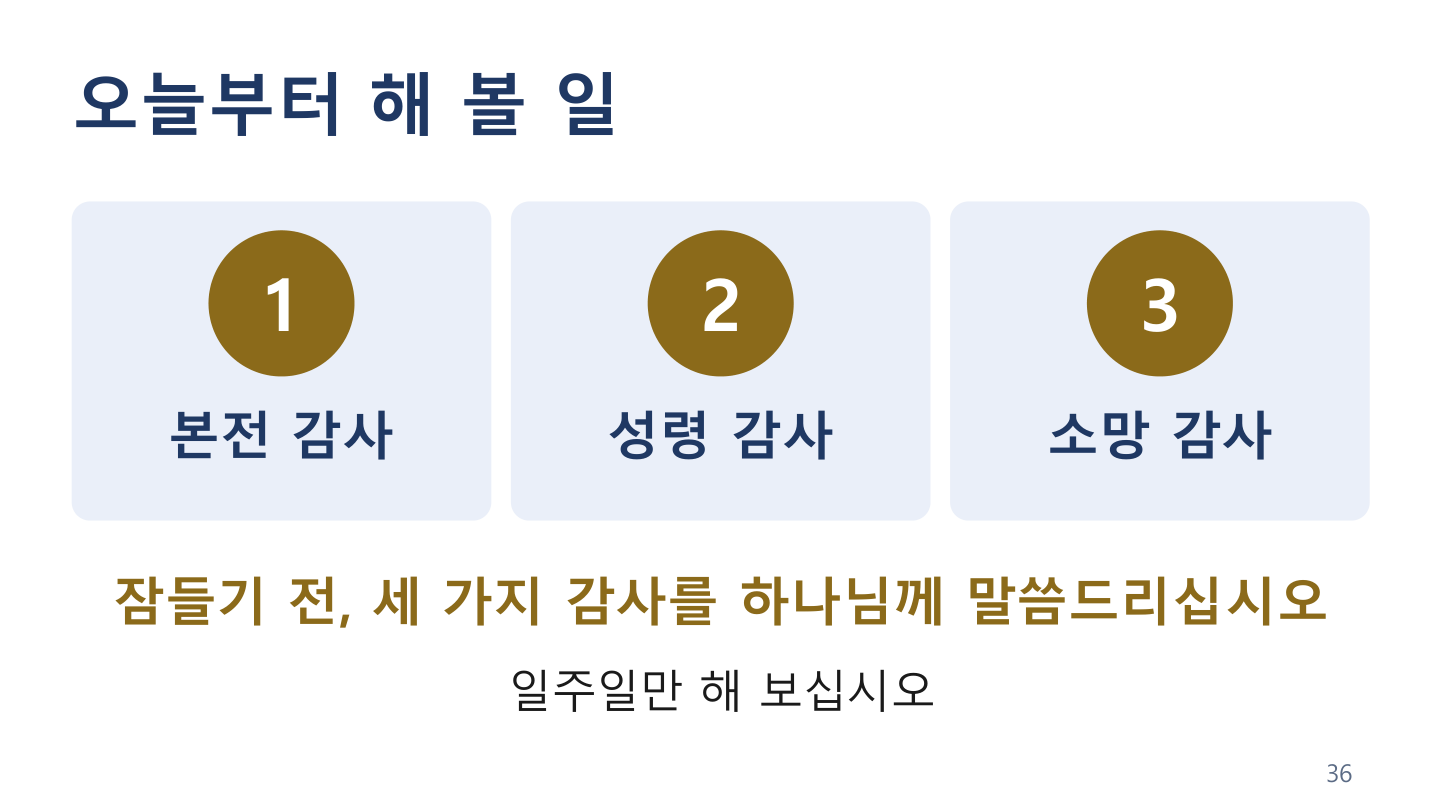 오늘부터 해 볼 일
1
본전 감사
2
성령 감사
3
소망 감사
잠들기 전, 세 가지 감사를 하나님께 말씀드리십시오
일주일만 해 보십시오
36